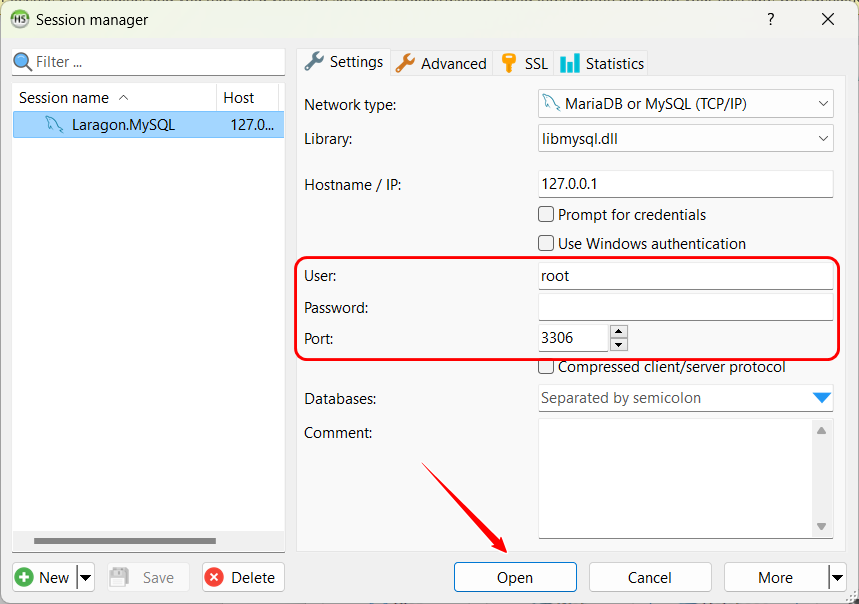 HS Session manager ?
Filter ...
Session name Host
Laragon.MySQL 127.0...
Settings Advanced SSL Statistics
Network type: MariaDB or MySQL (TCP/IP)
Library: libmysql.dll
Hostname / IP: 127.0.0.1
Prompt for credentials
Use Windows authentication
User: root
Password:
Port: 3306
Compressed client/server protocol
Databases: Separated by semicolon
Comment:
New Save Delete Open Cancel More